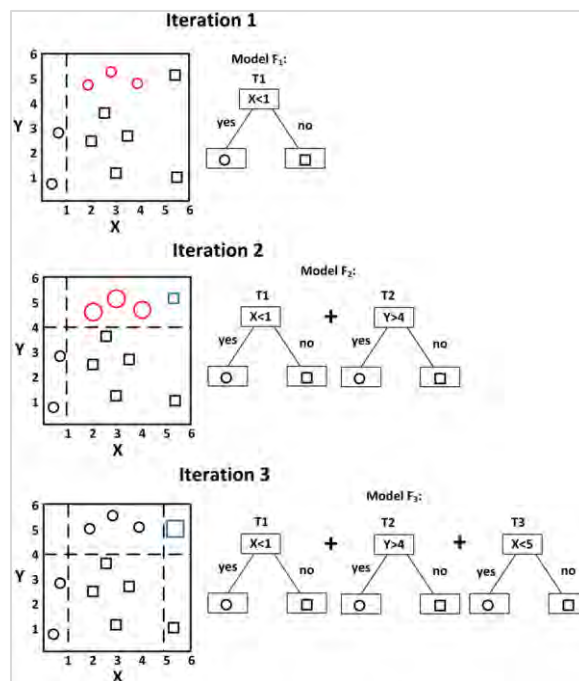 Iteration 1
6
5
4
3
2
1
Y
1 2 3 4 5 6
X
Model F₁:
T1
X<1
yes no
Iteration 2
6
5
4
3
2
1
Y
1 2 3 4 5 6
X
Model F₂:
T1 + T2
X<1 Y>4
yes no yes no
Iteration 3
6
5
4
3
2
1
Y
1 2 3 4 5 6
X
Model F₃:
T1 + T2 + T3
X<1 Y>4 X<5
yes no yes no yes no